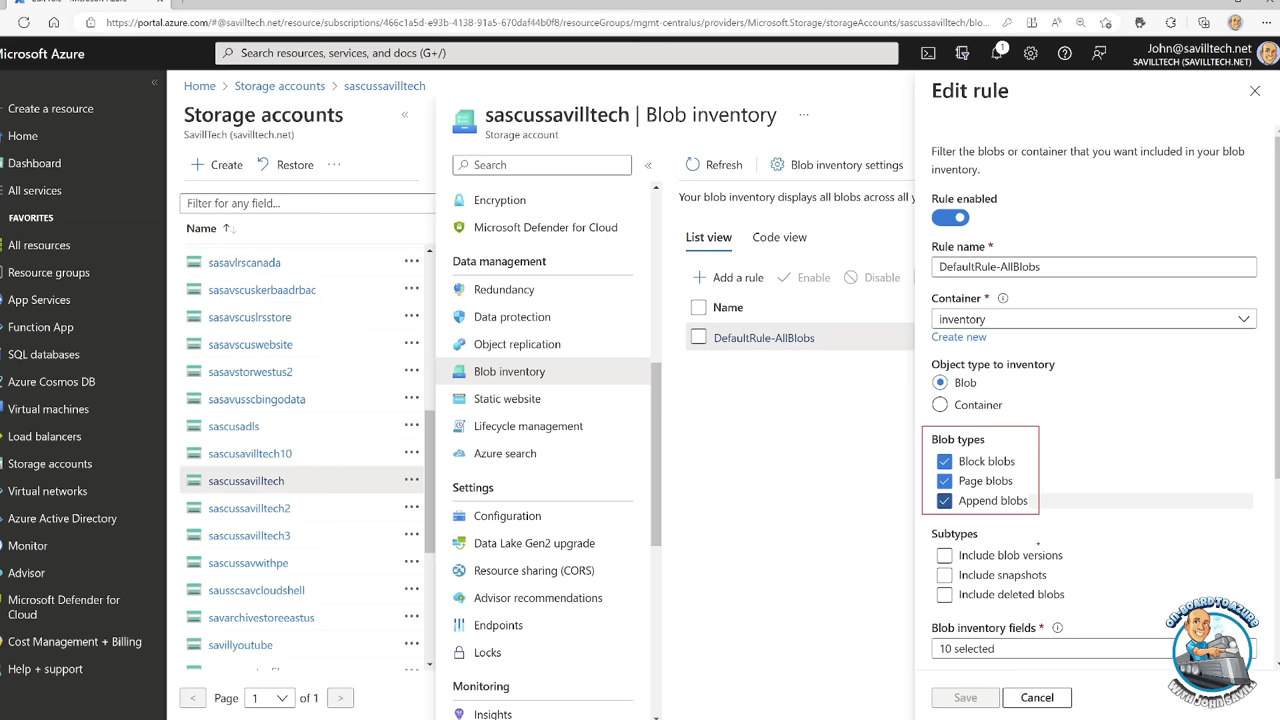 https://portal.azure.com/#@savilltech.net/resource/subscriptions/466c1a5d-e93b-4138-91a5-670daf44b0f8/resourceGroups/mgmt-centralus/providers/Microsoft.Storage/storageAccounts/sascussavilltech/blo...
Microsoft Azure
Search resources, services, and docs (G+/)
1
John@savilltech.net
SAVILLTECH (SAVILLTECH.NET)
Create a resource
Home
Dashboard
All services
FAVORITES
All resources
Resource groups
App Services
Function App
SQL databases
Azure Cosmos DB
Virtual machines
Load balancers
Storage accounts
Virtual networks
Azure Active Directory
Monitor
Advisor
Microsoft Defender for
Cloud
Cost Management + Billing
Help + support
Home > Storage accounts > sascussavilltech
Storage accounts
SavillTech (savilltech.net)
Create
Restore
Filter for any field...
Name
sasavlrscanada
sasavscuskerbaadrbac
sasavscuslrsstore
sasavscuswebsite
sasavstorwestus2
sasavusscbingodata
sascusadls
sascusavilltech10
sascussavilltech
sascussavilltech2
sascussavilltech3
sascussavwithpe
sausscsavcloudshell
savarchivestoreeastus
savillyoutube
Page 1 of 1
sascussavilltech | Blob inventory
Storage account
Search
Encryption
Microsoft Defender for Cloud
Data management
Redundancy
Data protection
Object replication
Blob inventory
Static website
Lifecycle management
Azure search
Settings
Configuration
Data Lake Gen2 upgrade
Resource sharing (CORS)
Advisor recommendations
Endpoints
Locks
Monitoring
Insights
Refresh
Blob inventory settings
Your blob inventory displays all blobs across all
List view
Code view
Add a rule
Enable
Disable
Name
DefaultRule-AllBlobs
Edit rule
Filter the blobs or container that you want included in your blob
inventory.
Rule enabled
Rule name *
DefaultRule-AllBlobs
Container *
inventory
Create new
Object type to inventory
Blob
Container
Blob types
Block blobs
Page blobs
Append blobs
Subtypes
Include blob versions
Include snapshots
Include deleted blobs
Blob inventory fields *
10 selected
Save
Cancel
ON-BOARD TO AZURE
WITH JOHN SAVILL